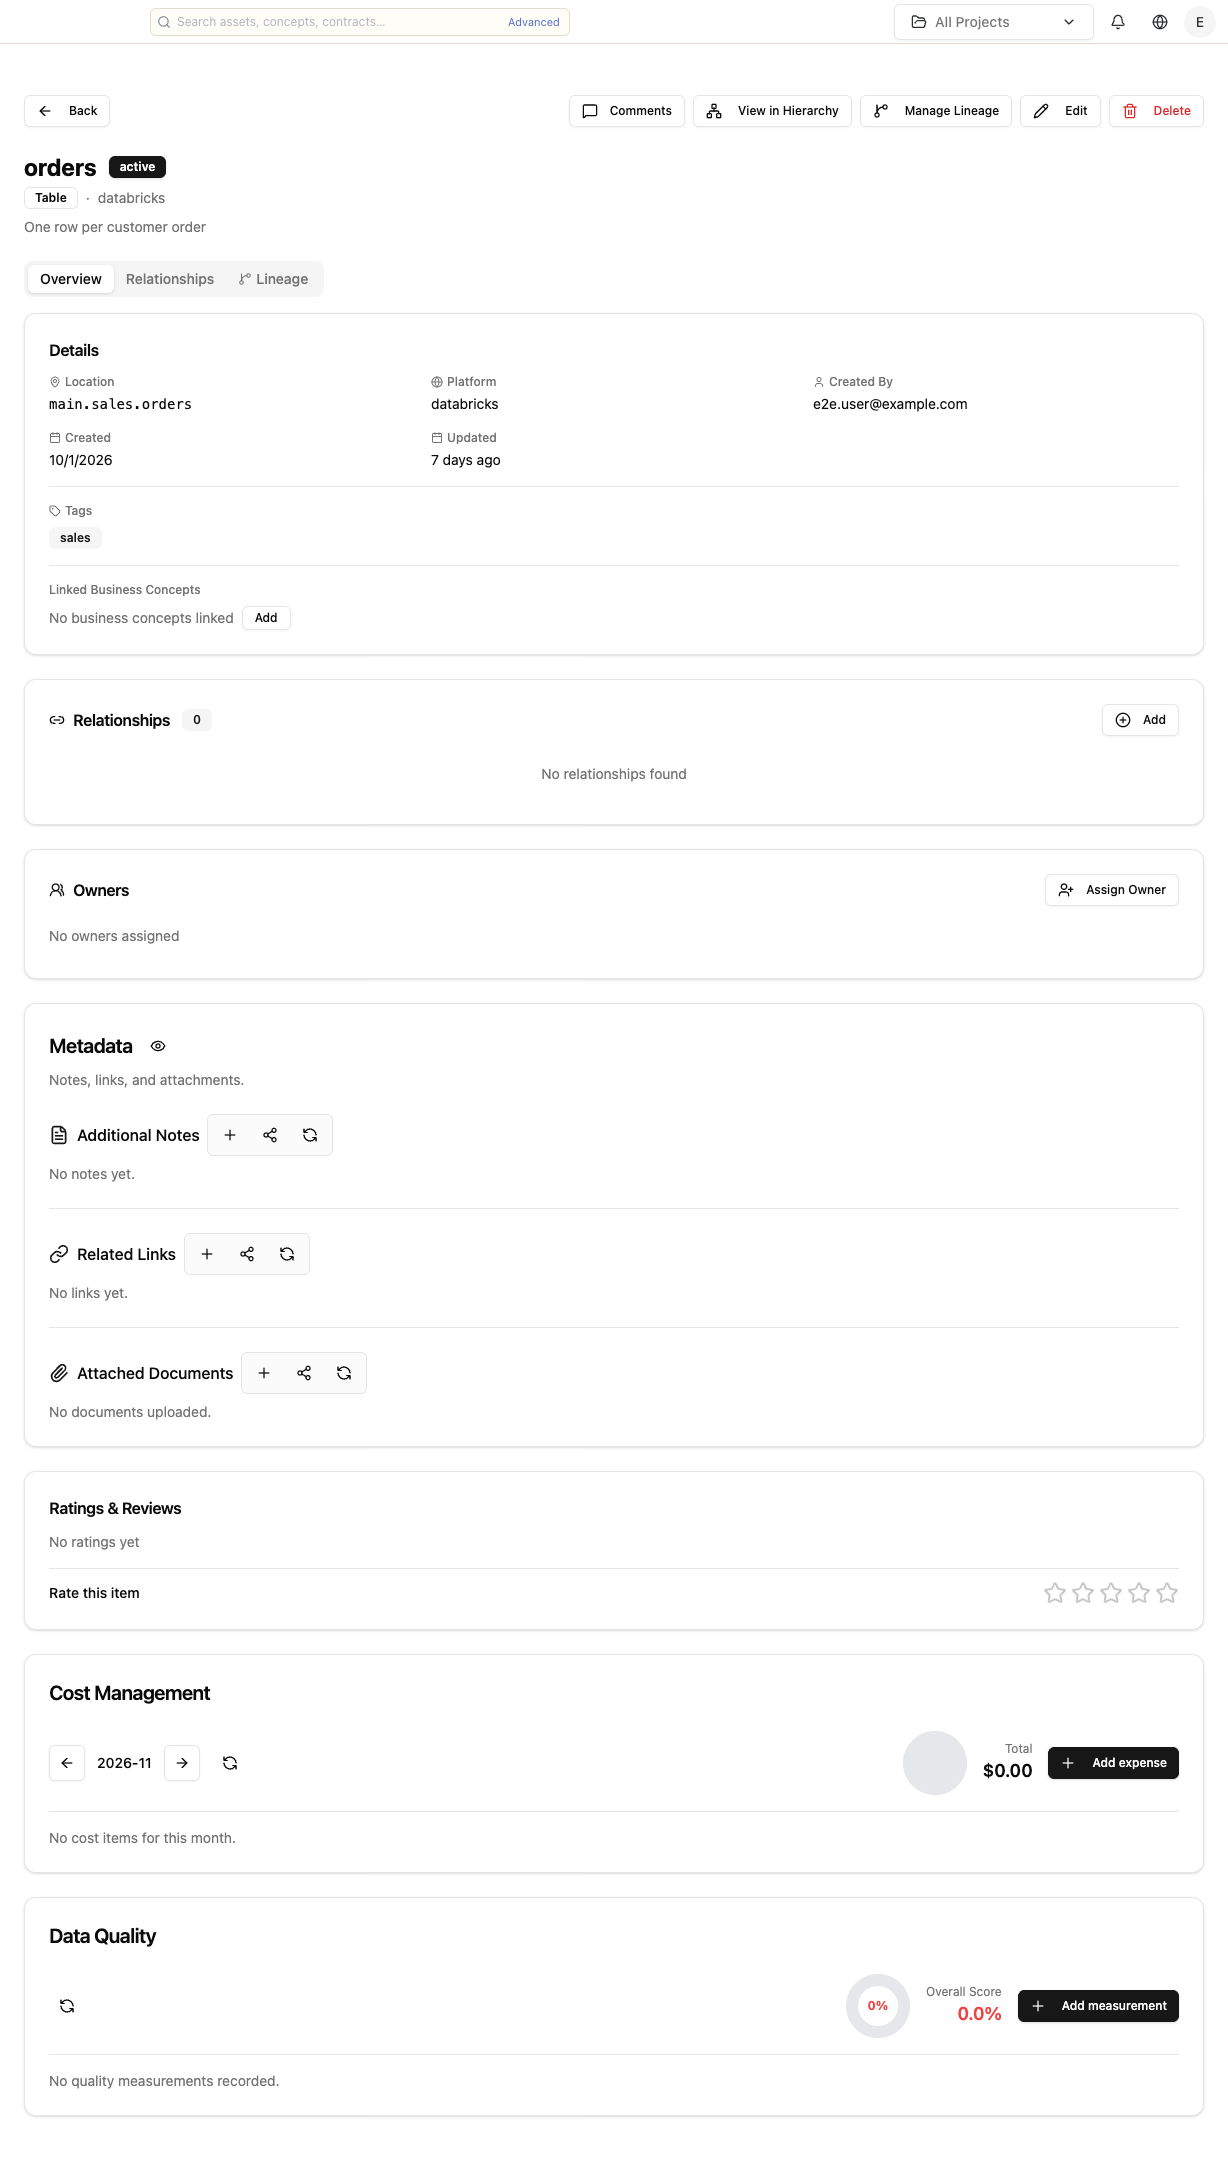 Search assets, concepts, contracts... Advanced All Projects E
Back Comments View in Hierarchy Manage Lineage Edit Delete
orders active
Table · databricks
One row per customer order
Overview Relationships Lineage
Details
Location Platform Created By
main.sales.orders databricks e2e.user@example.com
Created Updated
10/1/2026 7 days ago
Tags
sales
Linked Business Concepts
No business concepts linked Add
Relationships 0 Add
No relationships found
Owners Assign Owner
No owners assigned
Metadata
Notes, links, and attachments.
Additional Notes
No notes yet.
Related Links
No links yet.
Attached Documents
No documents uploaded.
Ratings & Reviews
No ratings yet
Rate this item
Cost Management
Total
2026-11 $0.00 Add expense
No cost items for this month.
Data Quality
Overall Score
0% 0.0% Add measurement
No quality measurements recorded.